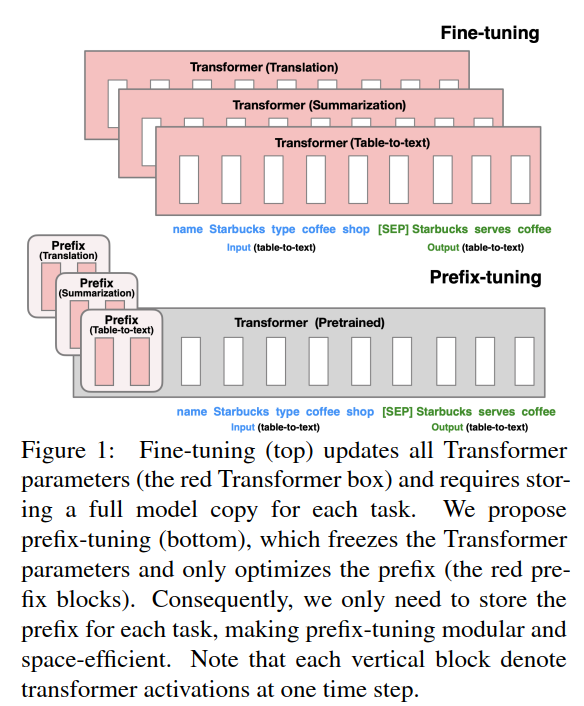 Fine-tuning
Transformer (Translation)
Transformer (Summarization)
Transformer (Table-to-text)
name Starbucks type coffee shop [SEP] Starbucks serves coffee
Input (table-to-text) Output (table-to-text)
Prefix-tuning
Prefix
(Translation)
Prefix
(Summarization)
Prefix
(Table-to-text)
Transformer (Pretrained)
name Starbucks type coffee shop [SEP] Starbucks serves coffee
Input (table-to-text) Output (table-to-text)
Figure 1: Fine-tuning (top) updates all Transformer
parameters (the red Transformer box) and requires stor-
ing a full model copy for each task. We propose
prefix-tuning (bottom), which freezes the Transformer
parameters and only optimizes the prefix (the red pre-
fix blocks). Consequently, we only need to store the
prefix for each task, making prefix-tuning modular and
space-efficient. Note that each vertical block denote
transformer activations at one time step.